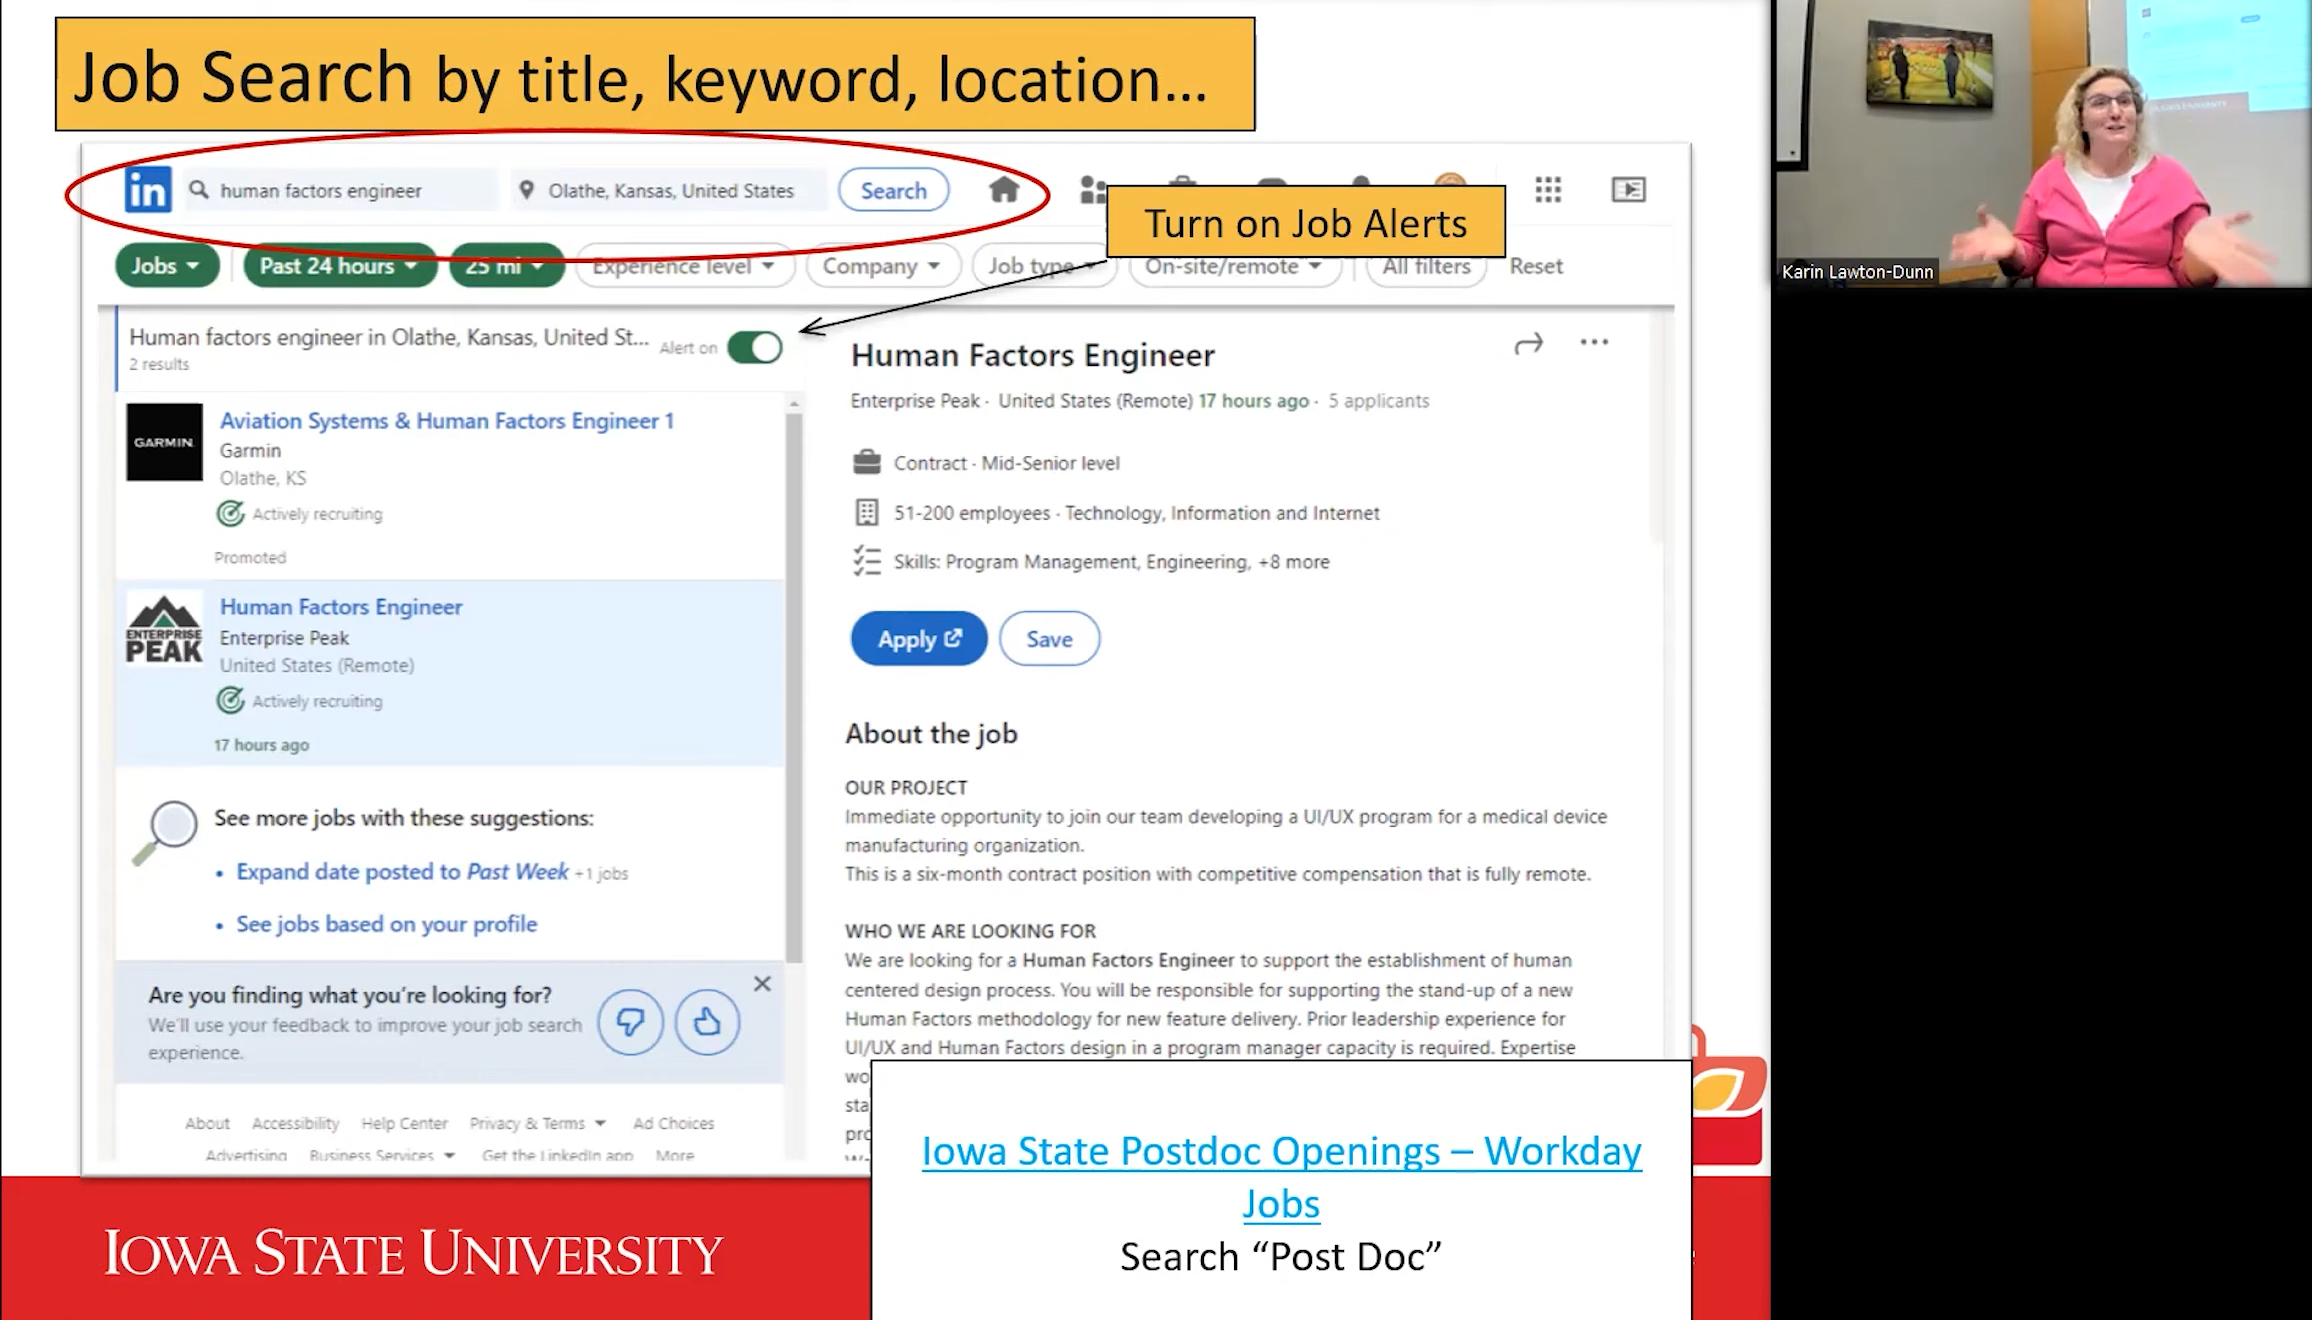 Job Search by title, keyword, location...
in
human factors engineer
Olathe, Kansas, United States
Search
Turn on Job Alerts
Jobs
Past 24 hours
25 mi
Experience level
Company
Job type
On-site/remote
All filters
Reset
Human factors engineer in Olathe, Kansas, United St...
2 results
Alert on
GARMIN
Aviation Systems & Human Factors Engineer 1
Garmin
Olathe, KS
Actively recruiting
Promoted
ENTERPRISE
PEAK
Human Factors Engineer
Enterprise Peak
United States (Remote)
Actively recruiting
17 hours ago
See more jobs with these suggestions:
• Expand date posted to Past Week +1 jobs
• See jobs based on your profile
Are you finding what you're looking for?
We'll use your feedback to improve your job search
experience.
About Accessibility Help Center Privacy & Terms Ad Choices
Advertising Business Services Get the LinkedIn app More
Human Factors Engineer
Enterprise Peak · United States (Remote) 17 hours ago · 5 applicants
Contract · Mid-Senior level
51-200 employees · Technology, Information and Internet
Skills: Program Management, Engineering, +8 more
Apply
Save
About the job
OUR PROJECT
Immediate opportunity to join our team developing a UI/UX program for a medical device
manufacturing organization.
This is a six-month contract position with competitive compensation that is fully remote.
WHO WE ARE LOOKING FOR
We are looking for a Human Factors Engineer to support the establishment of human
centered design process. You will be responsible for supporting the stand-up of a new
Human Factors methodology for new feature delivery. Prior leadership experience for
UI/UX and Human Factors design in a program manager capacity is required. Expertise
wo
sta
pro
Iowa State Postdoc Openings – Workday
Jobs
Search “Post Doc”
IOWA STATE UNIVERSITY
Karin Lawton-Dunn